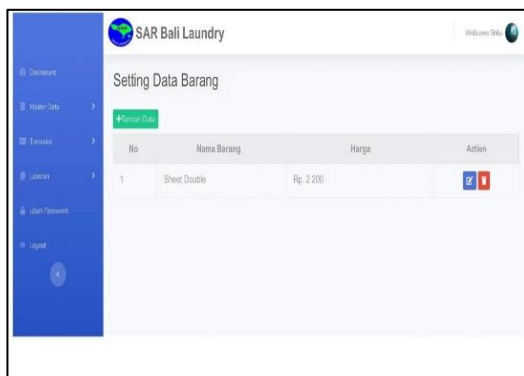 SAR Bali Laundry
Welcome Shila
Dashboard
Master Data
Transaksi
Laporan
Ubah Password
Logout
Setting Data Barang
+Tambah Data
No Nama Barang Harga Action
1 Sheet Double Rp. 2.200